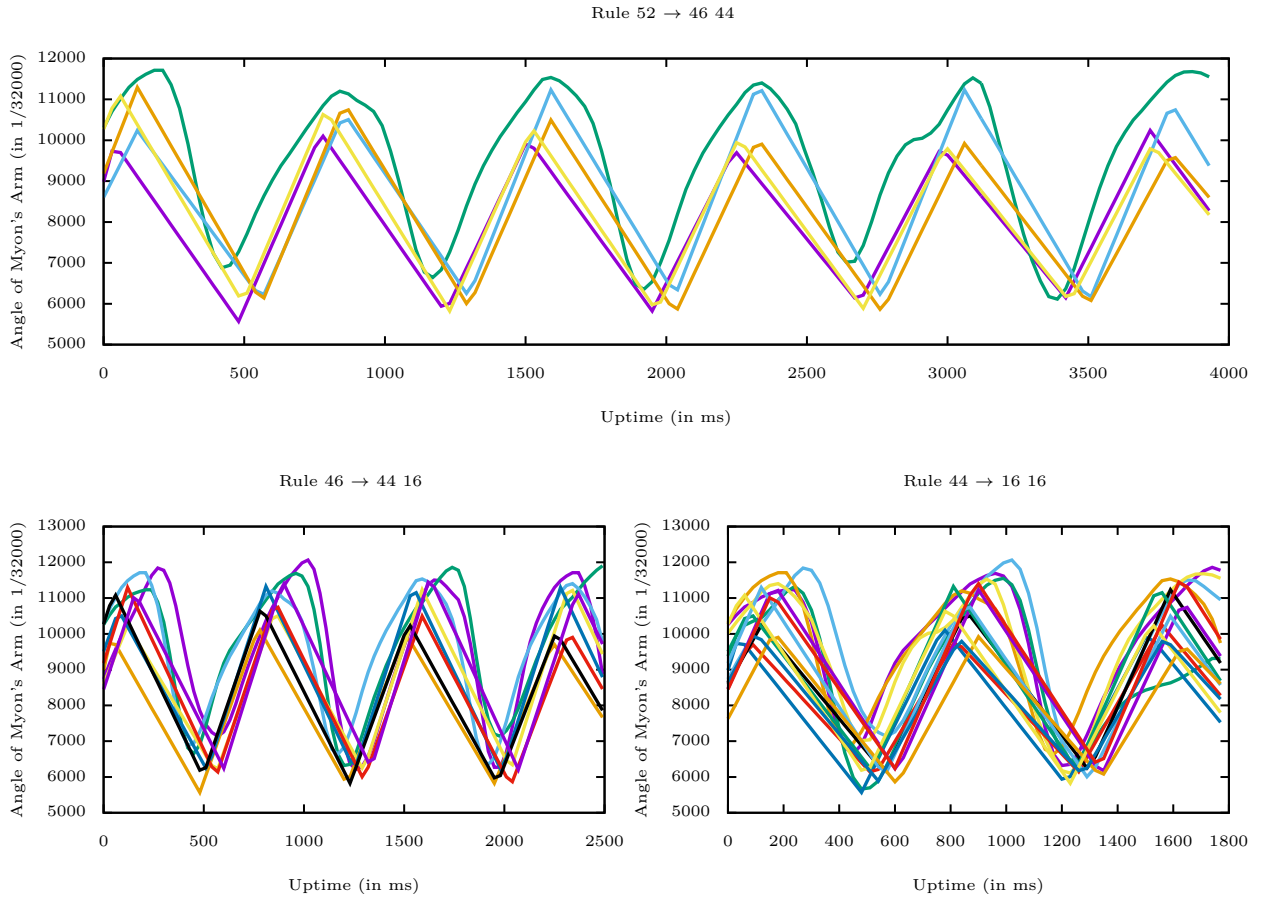 Rule 52 → 46 44
Angle of Myon's Arm (in 1/32000)
12000
11000
10000
9000
8000
7000
6000
5000
0 500 1000 1500 2000 2500 3000 3500 4000
Uptime (in ms)
Rule 46 → 44 16
Angle of Myon's Arm (in 1/32000)
13000
12000
11000
10000
9000
8000
7000
6000
5000
0 500 1000 1500 2000 2500
Uptime (in ms)
Rule 44 → 16 16
Angle of Myon's Arm (in 1/32000)
13000
12000
11000
10000
9000
8000
7000
6000
5000
0 200 400 600 800 1000 1200 1400 1600 1800
Uptime (in ms)